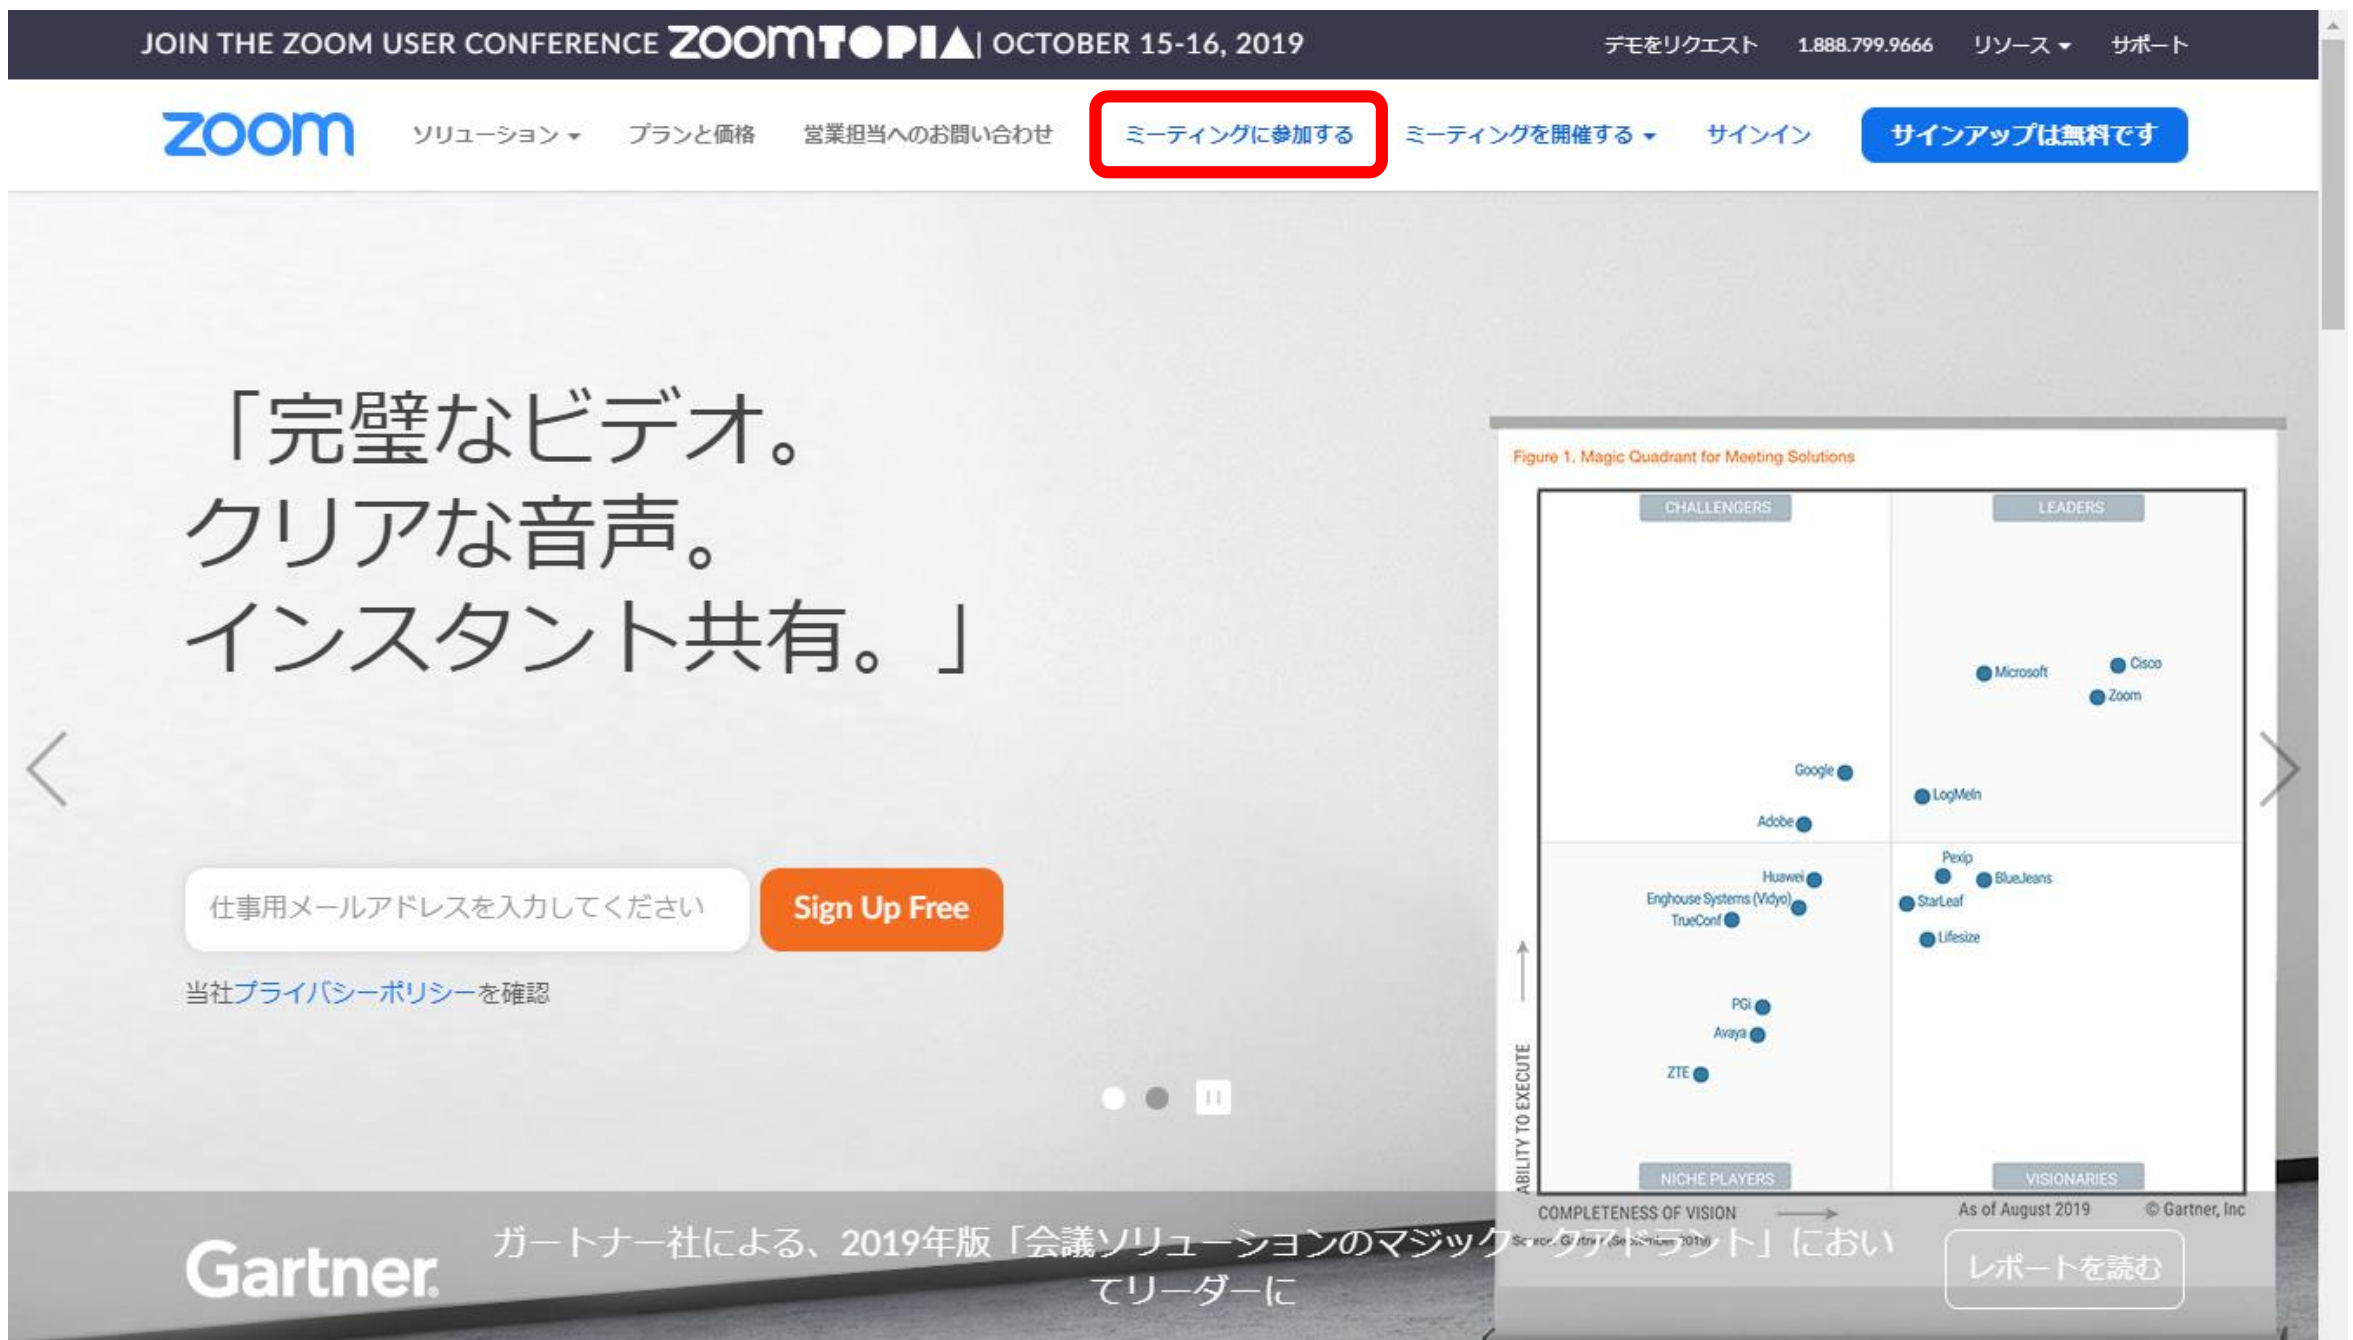 JOIN THE ZOOM USER CONFERENCE ZOOMTOPIA | OCTOBER 15-16, 2019
デモをリクエスト 1.888.799.9666 リソース サポート
zoom ソリューション プランと価格 営業担当へのお問い合わせ ミーティングに参加する ミーティングを開催する サインイン サインアップは無料です
「完璧なビデオ。
クリアな音声。
インスタント共有。」
仕事用メールアドレスを入力してください Sign Up Free
当社プライバシーポリシーを確認
Figure 1. Magic Quadrant for Meeting Solutions
CHALLENGERS LEADERS
Microsoft
Cisco
Zoom
Google
LogMeIn
Adobe
Pexip
Huawei
BlueJeans
Enghouse Systems (Vidyo)
StarLeaf
TrueConf
Lifesize
PGi
Avaya
ZTE
ABILITY TO EXECUTE
NICHE PLAYERS VISIONARIES
COMPLETENESS OF VISION
As of August 2019 © Gartner, Inc
Source: Gartner (September 2019)
Gartner.
ガートナー社による、2019年版「会議ソリューションのマジック・クアドラント」におい
てリーダーに
レポートを読む